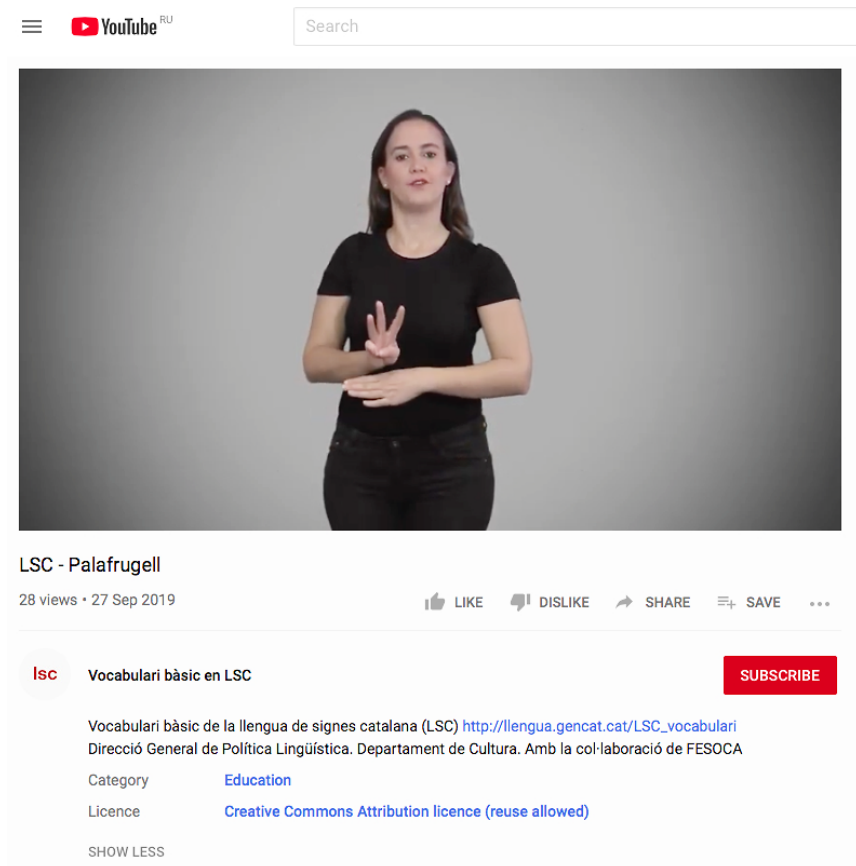 YouTube RU
Search
LSC - Palafrugell
28 views • 27 Sep 2019
LIKE DISLIKE SHARE SAVE
lsc
Vocabulari bàsic en LSC
SUBSCRIBE
Vocabulari bàsic de la llengua de signes catalana (LSC) http://llengua.gencat.cat/LSC_vocabulari
Direcció General de Política Lingüística. Departament de Cultura. Amb la col·laboració de FESOCA
Category Education
Licence Creative Commons Attribution licence (reuse allowed)
SHOW LESS